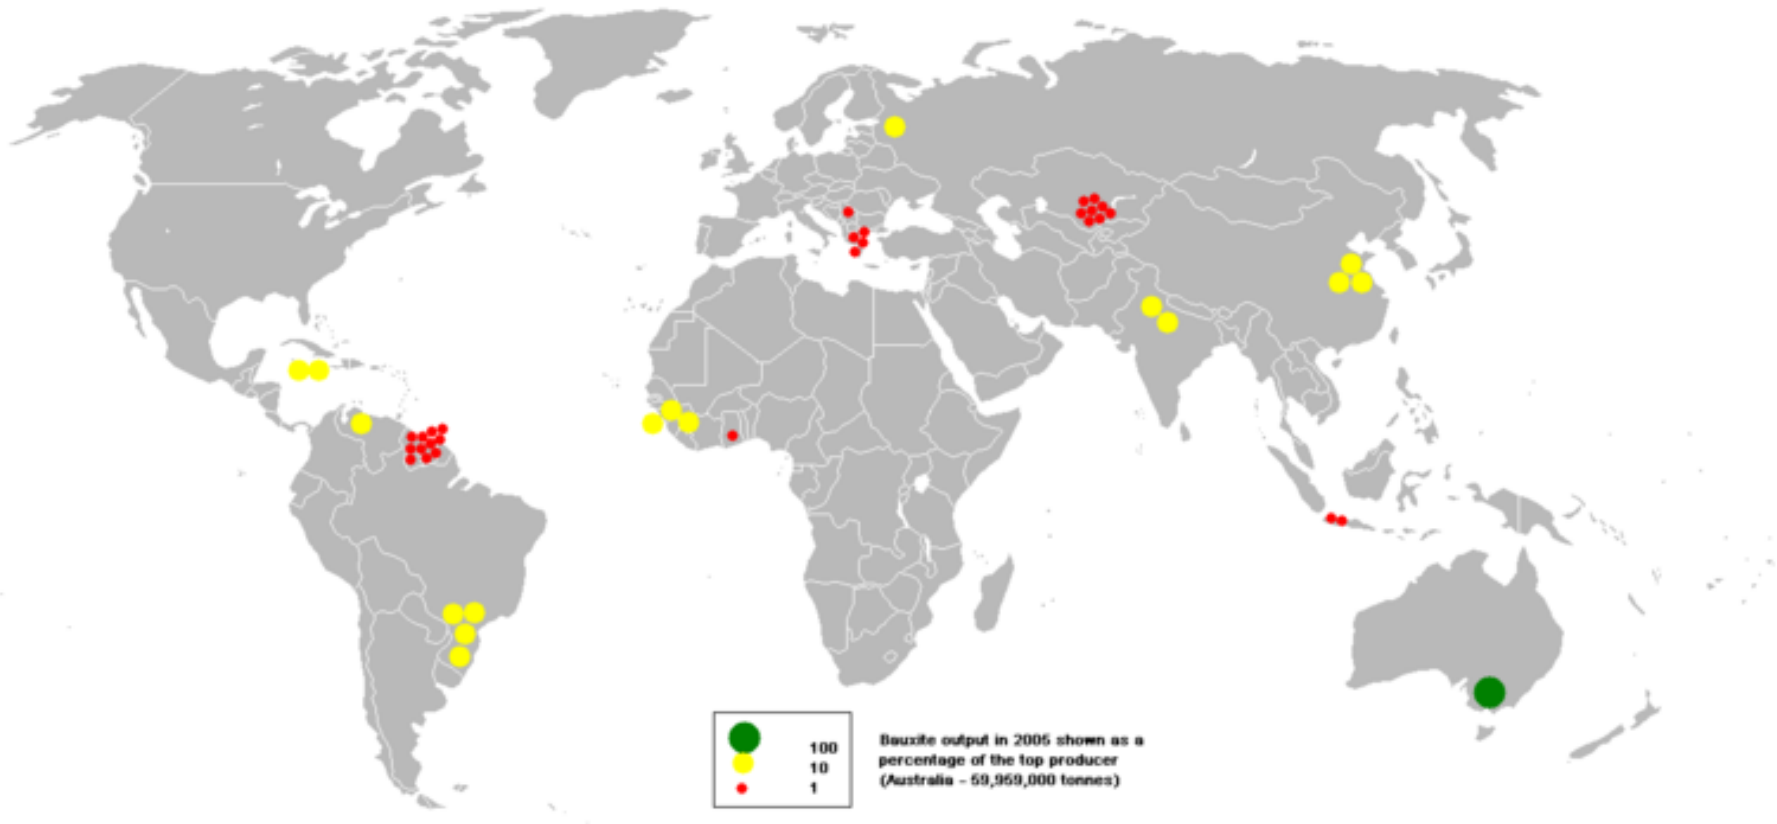 100
10
1
Bauxite output in 2005 shown as a
percentage of the top producer
(Australia - 59,959,000 tonnes)